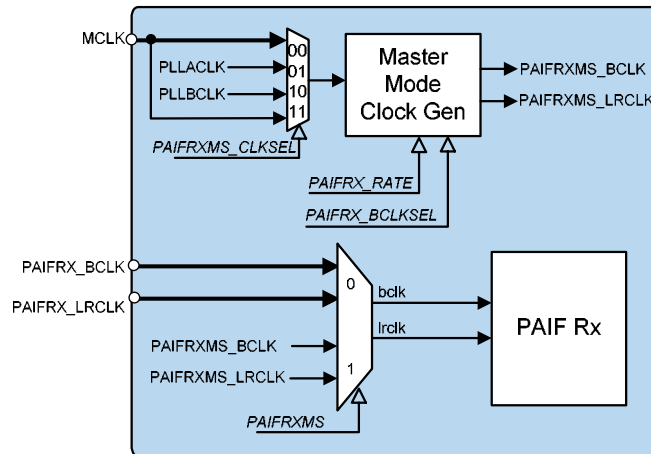 MCLK
00
PLLACLK
01
PLLBCLK
10
11
PAIFRXMS_CLKSEL
Master
Mode
Clock Gen
PAIFRXMS_BCLK
PAIFRXMS_LRCLK
PAIFRX_RATE
PAIFRX_BCLKSEL
PAIFRX_BCLK
PAIFRX_LRCLK
0
bclk
lrclk
PAIFRXMS_BCLK
PAIFRXMS_LRCLK
1
PAIFRXMS
PAIF Rx